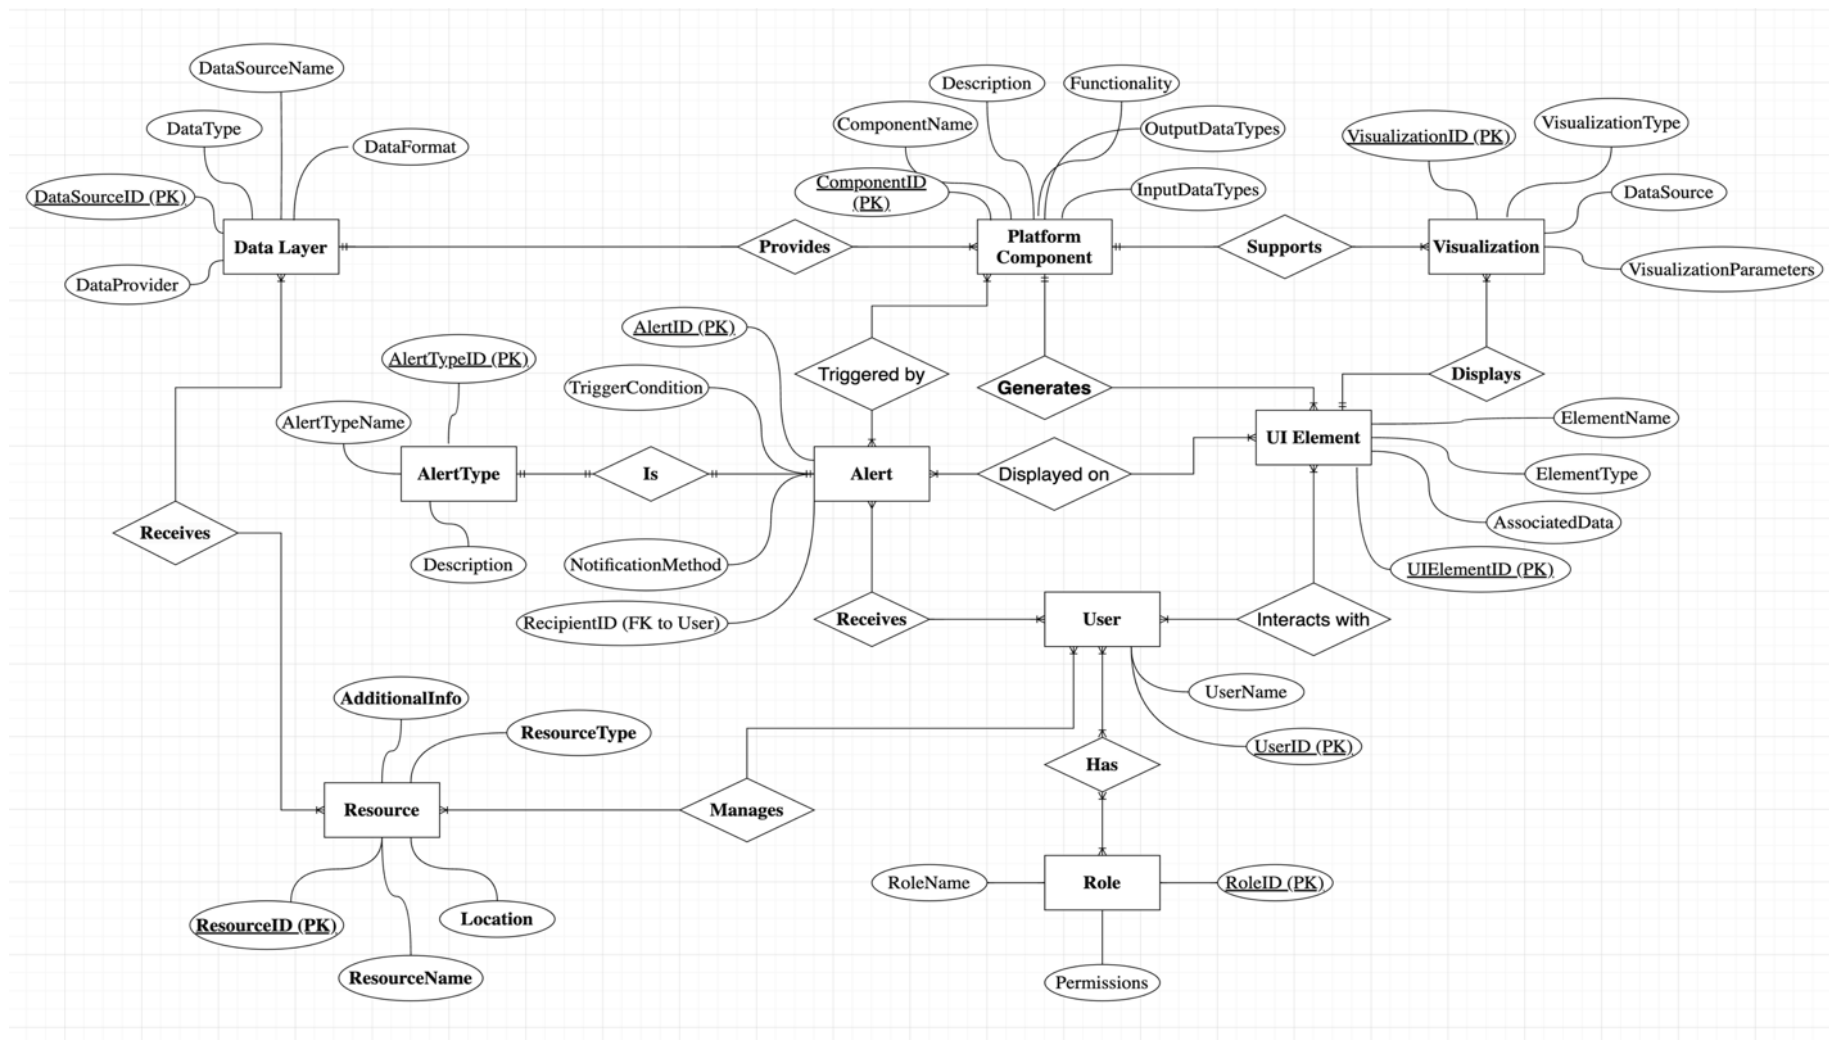 DataSourceName
DataType
DataFormat
DataSourceID (PK)
Data Layer
DataProvider
Provides
Description
Functionality
ComponentName
OutputDataTypes
ComponentID
(PK)
InputDataTypes
Platform
Component
Supports
VisualizationID (PK)
VisualizationType
DataSource
Visualization
VisualizationParameters
AlertID (PK)
AlertTypeID (PK)
TriggerCondition
Triggered by
Generates
Displays
AlertTypeName
ElementName
UI Element
AlertType
Is
Alert
Displayed on
ElementType
AssociatedData
Receives
Description
NotificationMethod
UIElementID (PK)
RecipientID (FK to User)
Receives
User
Interacts with
AdditionalInfo
UserName
ResourceType
UserID (PK)
Has
Resource
Manages
RoleName
Role
RoleID (PK)
ResourceID (PK)
Location
ResourceName
Permissions